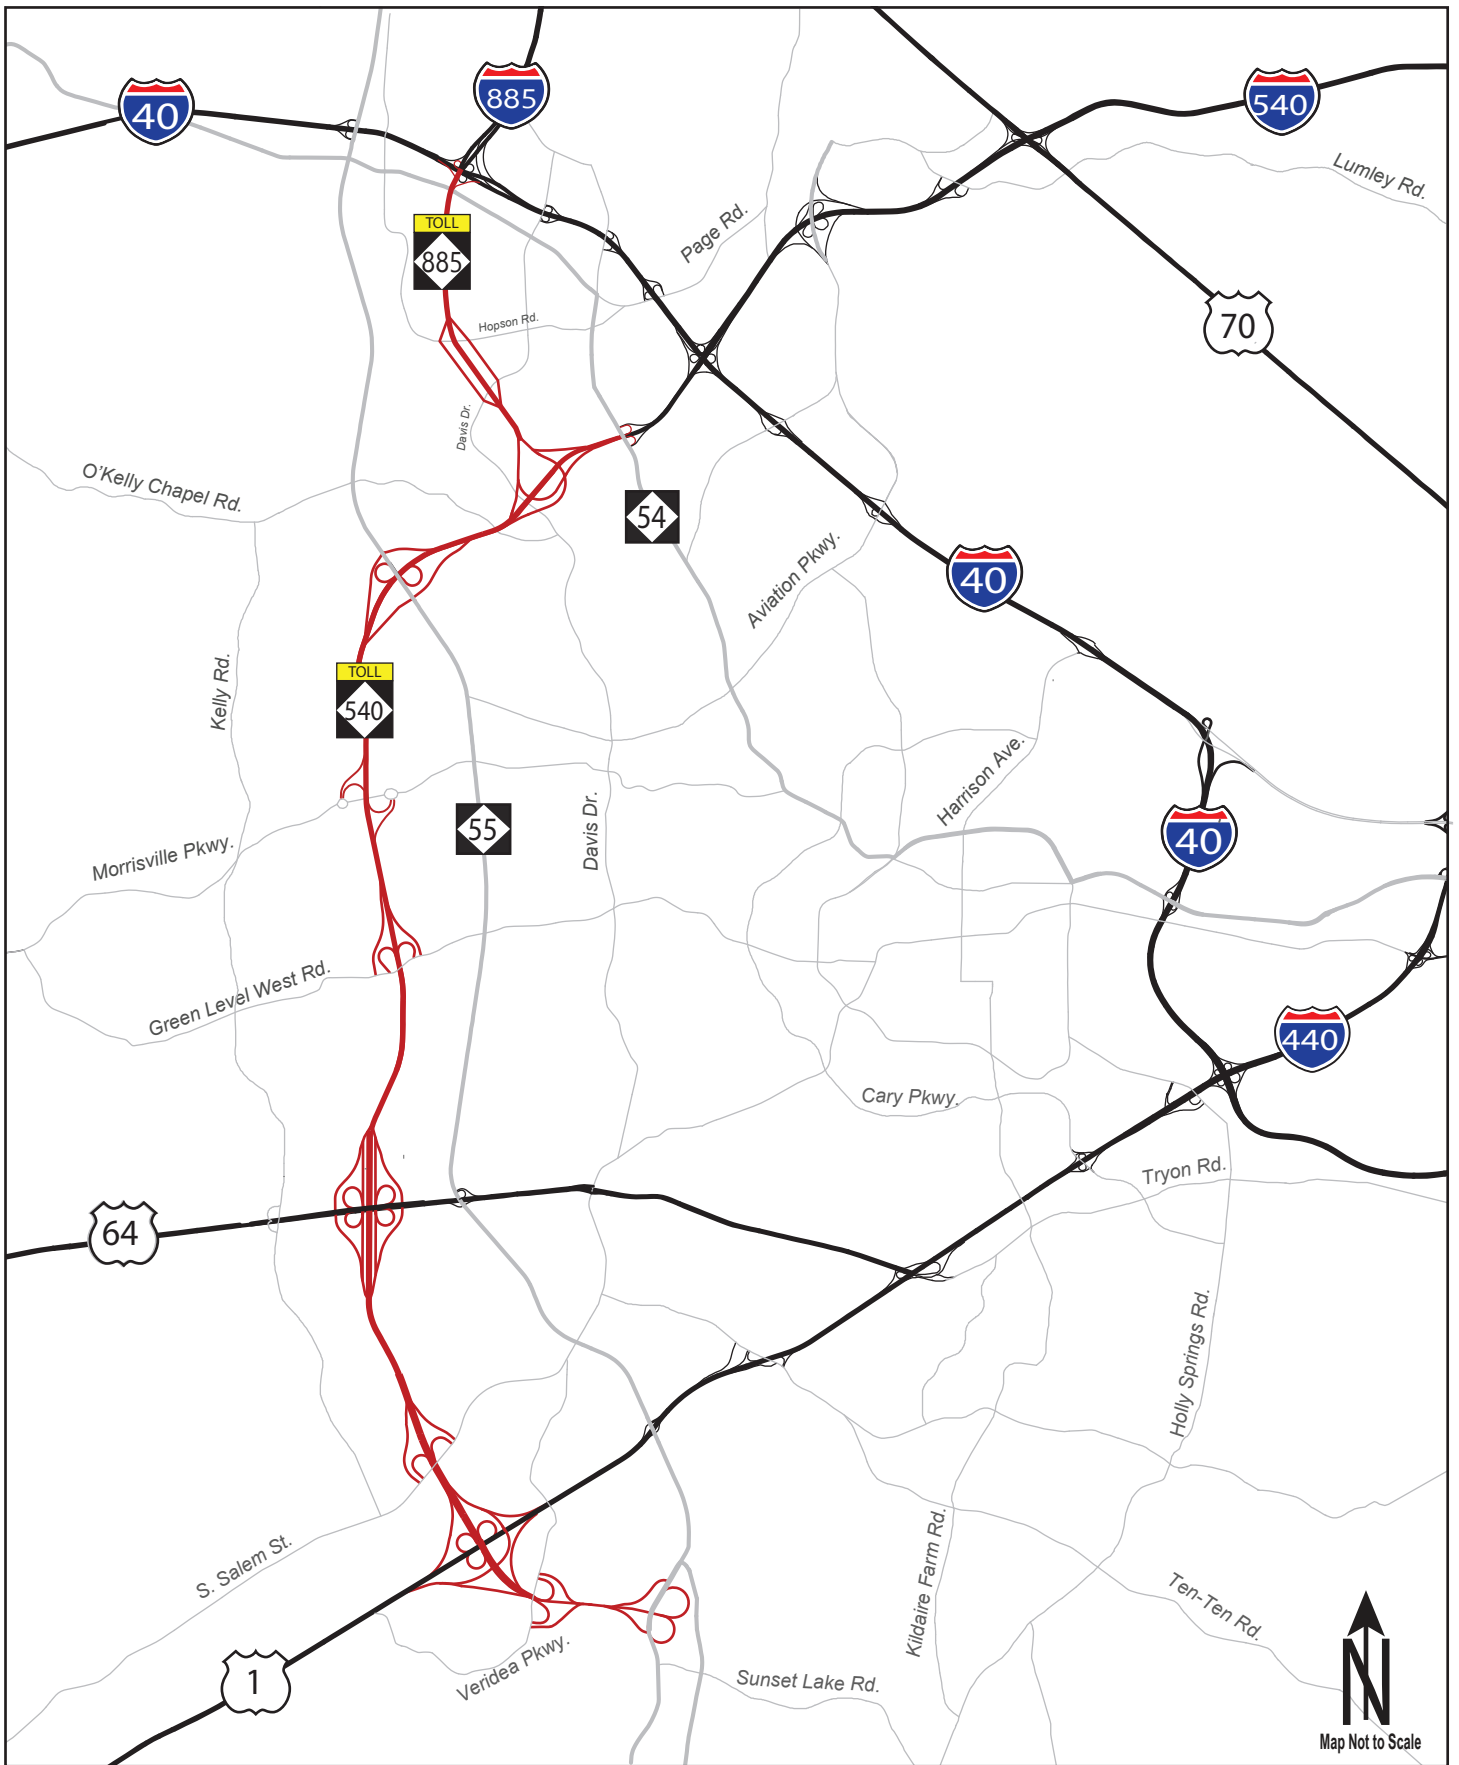 885
540
40
Lumley Rd.
Page Rd.
TOLL
885
70
Hopson Rd.
Davis Dr.
O'Kelly Chapel Rd.
54
Aviation Pkwy.
40
Kelly Rd.
TOLL
540
Harrison Ave.
55
Davis Dr.
40
Morrisville Pkwy.
Green Level West Rd.
440
Cary Pkwy.
Tryon Rd.
64
Holly Springs Rd.
S. Salem St.
Kildaire Farm Rd.
Ten-Ten Rd.
Veridea Pkwy.
1
Sunset Lake Rd.
N
Map Not to Scale